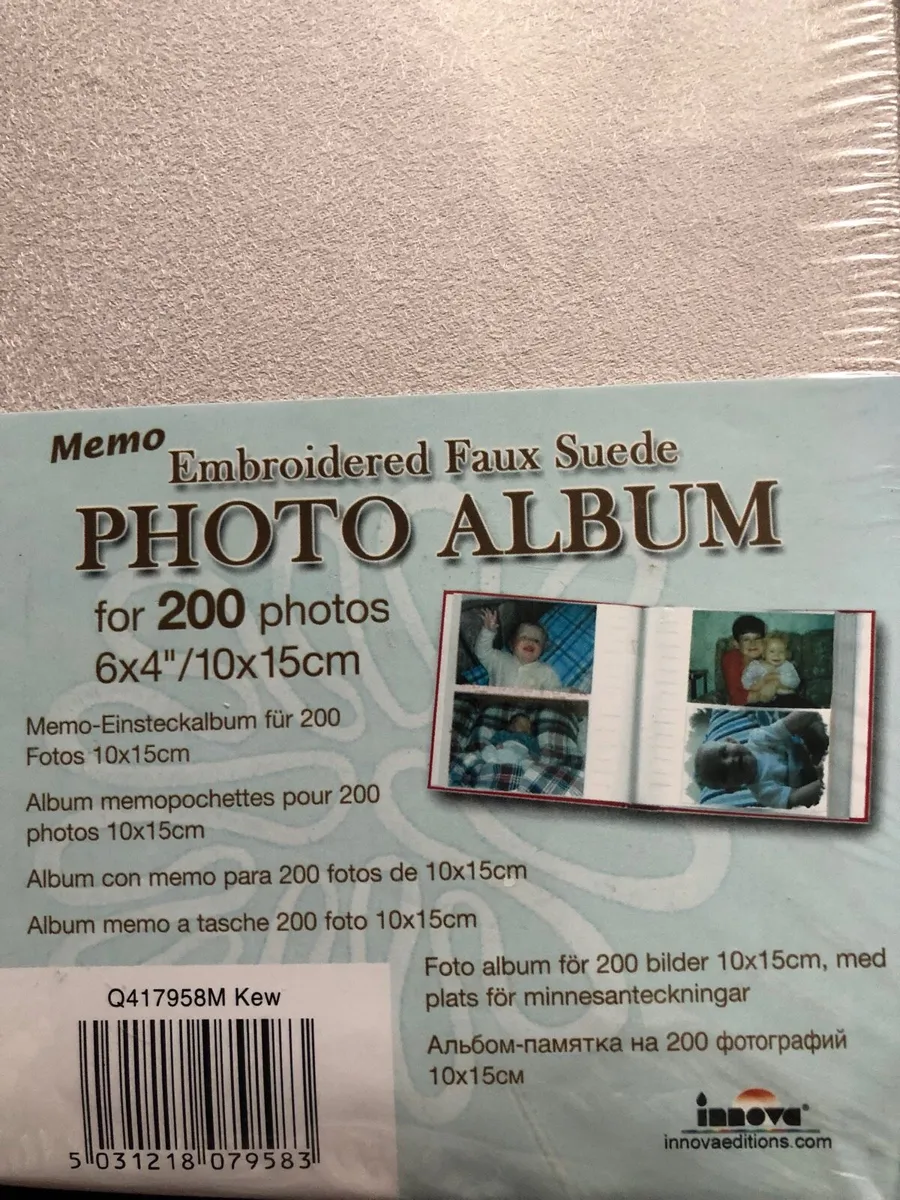 Memo
Embroidered Faux Suede
PHOTO ALBUM
for 200 photos
6x4"/10x15cm
Memo-Einsteckalbum für 200
Fotos 10x15cm
Album memopochettes pour 200
photos 10x15cm
Album con memo para 200 fotos de 10x15cm
Album memo a tasche 200 foto 10x15cm
Foto album för 200 bilder 10x15cm, med
plats för minnesanteckningar
Альбом-памятка на 200 фотографий
10x15см
Q417958M Kew
5 031218 079583
innova®
innovaeditions.com